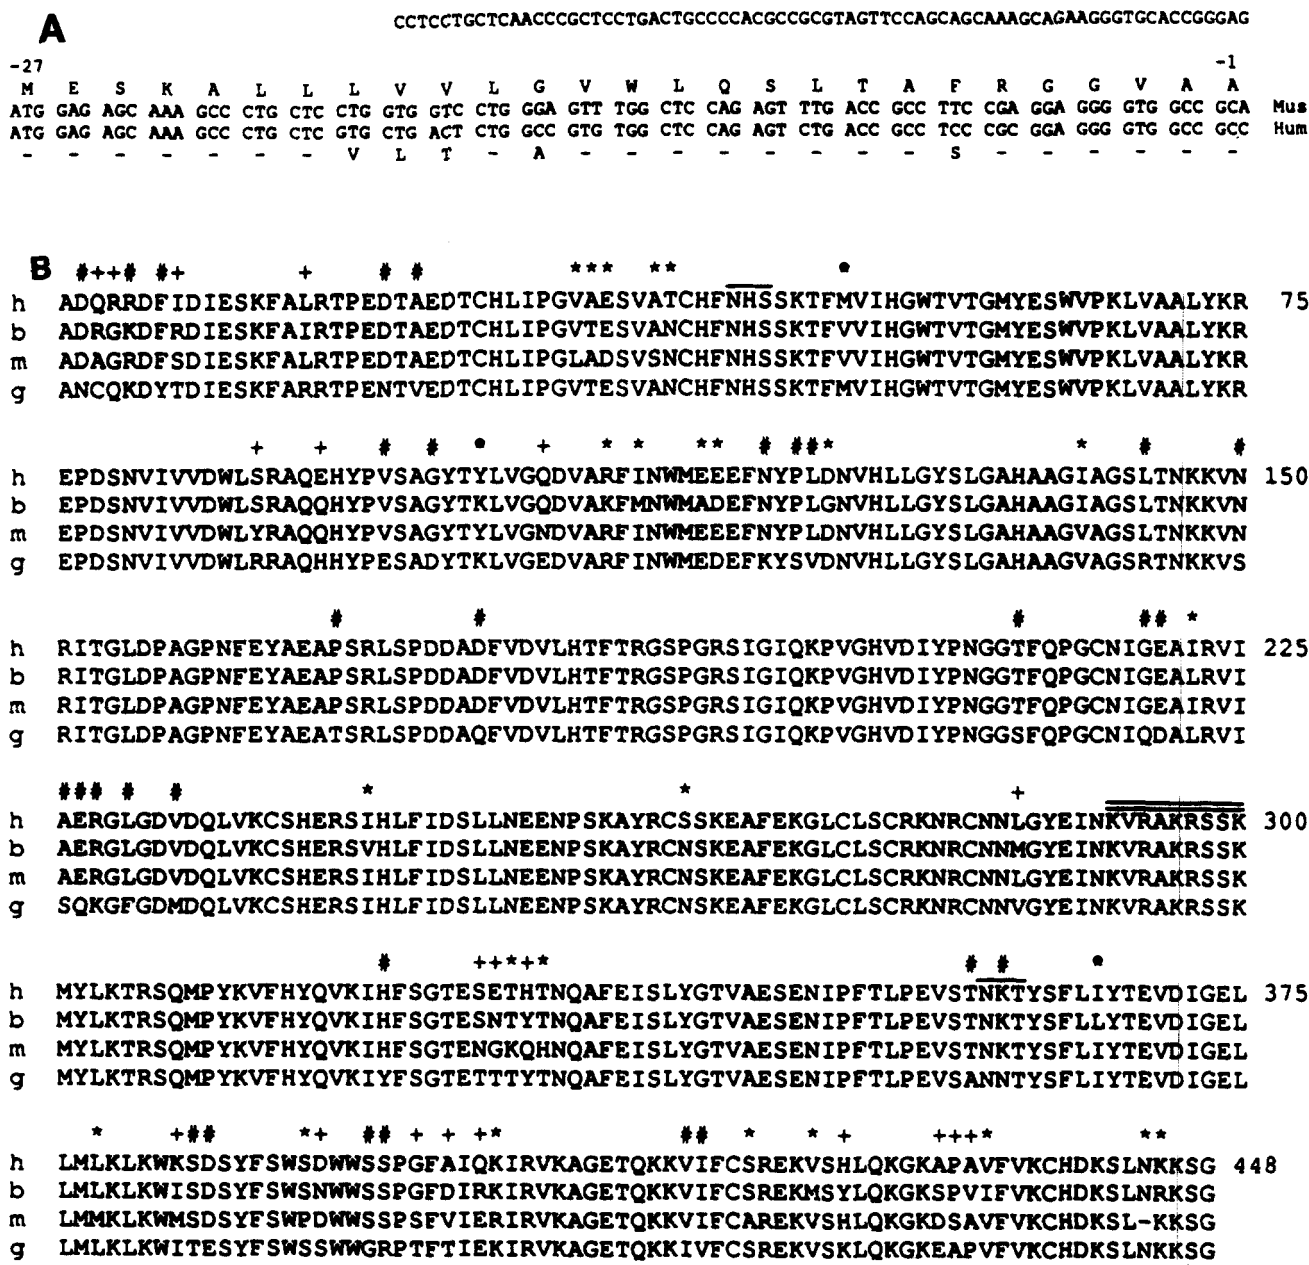 A
CCTCCTGCTCAACCCGCTCCTGACTGCCCCACGCCGCGTAGTTCCAGCAGCAAAGCAGAAGGGTGCACCGGGAG
-27 -1
M E S K A L L L V V L G V W L Q S L T A F R G G V A A
ATG GAG AGC AAA GCC CTG CTC CTG GTG GTC CTG GGA GTT TGG CTC CAG AGT TTG ACC GCC TTC CGA GGA GGG GTG GCC GCA Mus
ATG GAG AGC AAA GCC CTG CTC GTG CTG ACT CTG GCC GTG TGG CTC CAG AGT CTG ACC GCC TCC CGC GGA GGG GTG GCC GCC Hum
- - - - - - - V L T - A - - - - - - - - S - - - - - -
B #++# #+ + # # *** ** •
h ADQRRDFIDIESKFALRTPEDTAEDTCHLIPGVAESVATCHFNHSSKTFMVIHGWTVTGMYESWVPKLVAALYKR 75
b ADRGKDFRDIESKFAIRTPEDTAEDTCHLIPGVTESVANCHFNHSSKTFVVIHGWTVTGMYESWVPKLVAALYKR
m ADAGRDFSDIESKFALRTPEDTAEDTCHLIPGLADSVSNCHFNHSSKTFVVIHGWTVTGMYESWVPKLVAALYKR
g ANCQKDYTDIESKFARRTPENTVEDTCHLIPGVTESVANCHFNHSSKTFMVIHGWTVTGMYESWVPKLVAALYKR
+ + # # • + * * ** # ##* * # #
h EPDSNVIVVDWLSRAQEHYPVSAGYTYLVGQDVARFINWMEEEFNYPLDNVHLLGYSLGAHAAGIAGSLTNKKVN 150
b EPDSNVIVVDWLSRAQQHYPVSAGYTKLVGQDVAKFMNWMADEFNYPLGNVHLLGYSLGAHAAGIAGSLTNKKVN
m EPDSNVIVVDWLYRAQQHYPVSAGYTYLVGNDVARFINWMEEEFNYPLDNVHLLGYSLGAHAAGVAGSLTNKKVN
g EPDSNVIVVDWLRRAQHHYPESADYTKLVGEDVARFINWMEDEFKYSVDNVHLLGYSLGAHAAGVAGSRTNKKVS
# # # ## *
h RITGLDPAGPNFEYAEAPSRLSPDDADFVDVLHTFTRGSPGRSIGIQKPVGHVDIYPNGGTFQPGCNIGEAIRVI 225
b RITGLDPAGPNFEYAEAPSRLSPDDADFVDVLHTFTRGSPGRSIGIQKPVGHVDIYPNGGTFQPGCNIGEALRVI
m RITGLDPAGPNFEYAEAPSRLSPDDADFVDVLHTFTRGSPGRSIGIQKPVGHVDIYPNGGTFQPGCNIGEAIRVI
g RITGLDPAGPNFEYAEATSRLSPDDAQFVDVLHTFTRGSPGRSIGIQKPVGHVDIYPNGGSFQPGCNIQDALRVI
### # # * * +
h AERGLGDVDQLVKCSHERSIHLFIDSLLNEENPSKAYRCSSKEAFEKGLCLSCRKNRCNNLGYEINKVRAKRSSK 300
b AERGLGDVDQLVKCSHERSVHLFIDSLLNEENPSKAYRCNSKEAFEKGLCLSCRKNRCNNMGYEINKVRAKRSSK
m AERGLGDVDQLVKCSHERSIHLFIDSLLNEENPSKAYRCNSKEAFEKGLCLSCRKNRCNNLGYEINKVRAKRSSK
g SQKGFGDMDQLVKCSHERSIHLFIDSLLNEENPSKAYRCNSKEAFEKGLCLSCRKNRCNNVGYEINKVRAKRSSK
# ++*+* # # •
h MYLKTRSQMPYKVFHYQVKIHFSGTESETHTNQAFEISLYGTVAESENIPFTLPEVSTNKTYSFLIYTEVDIGEL 375
b MYLKTRSQMPYKVFHYQVKIHFSGTESNTYTNQAFEISLYGTVAESENIPFTLPEVSTNKTYSFLLYTEVDIGEL
m MYLKTRSQMPYKVFHYQVKIHFSGTENGKQHNQAFEISLYGTVAESENIPFTLPEVSTNKTYSFLIYTEVDIGEL
g MYLKTRSQMPYKVFHYQVKIYFSGTETTTYTNQAFEISLYGTVAESENIPFTLPEVSANNTYSFLIYTEVDIGEL
* +## *+ ## + + +* ## * * + +++* **
h LMLKLKWKSDSYFSWSDWWSSPGFAIQKIRVKAGETQKKVIFCSREKVSHLQKGKAPAVFVKCHDKSLNKKSG 448
b LMLKLKWISDSYFSWSNWWSSPGFDIRKIRVKAGETQKKVIFCSREKMSYLQKGKSPVIFVKCHDKSLNRKSG
m LMMKLKWMSDSYFSWPDWWSSPSFVIERIRVKAGETQKKVIFCAREKVSHLQKGKDSAVFVKCHDKSL-KKSG
g LMLKLKWITESYFSWSSWWGRPTFTIEKIRVKAGETQKKIVFCSREKVSKLQKGKEAPVFVKCHDKSLNKKSG